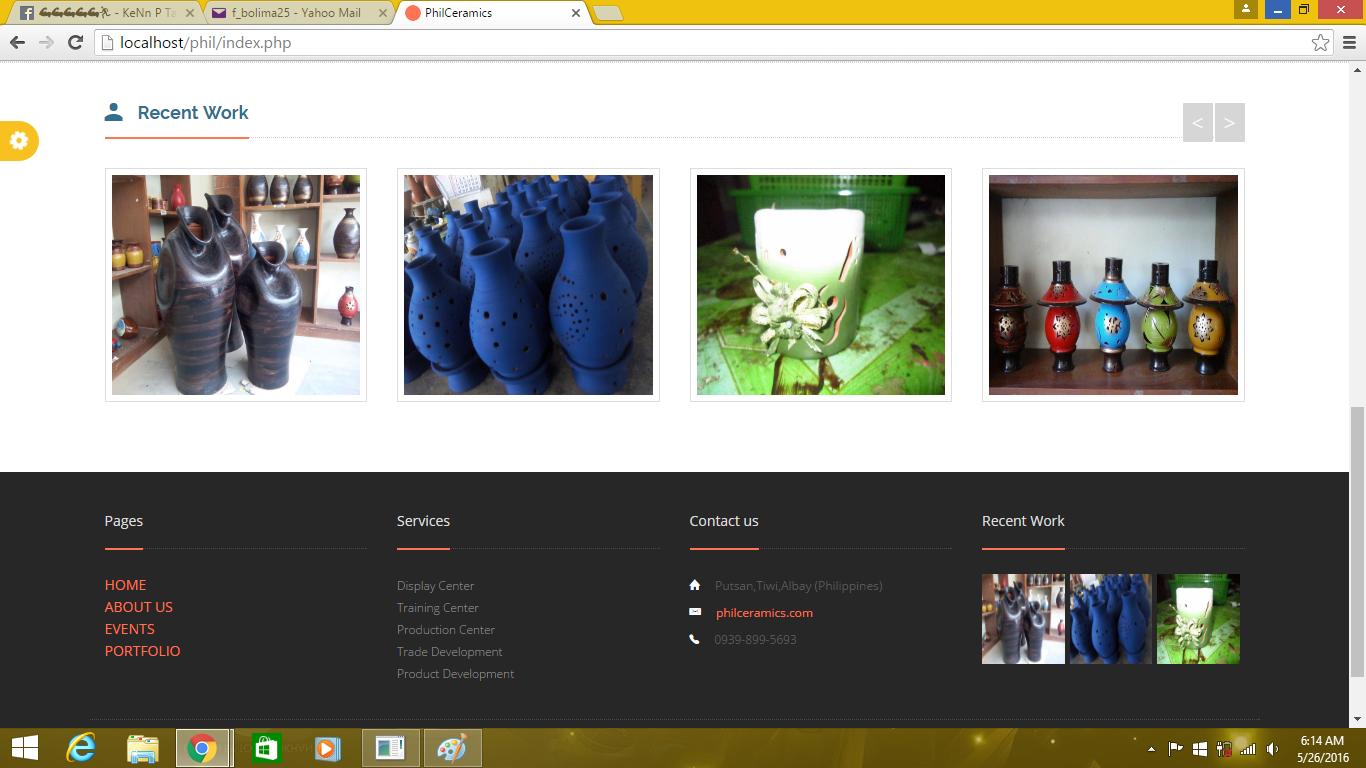 - KeNn P Ta
f_bolima25 - Yahoo Mail
PhilCeramics
localhost/phil/index.php
Recent Work
< >
Pages
HOME
ABOUT US
EVENTS
PORTFOLIO
Services
Display Center
Training Center
Production Center
Trade Development
Product Development
Contact us
Putsan,Tiwi,Albay (Philippines)
philceramics.com
0939-899-5693
Recent Work
6:14 AM
5/26/2016